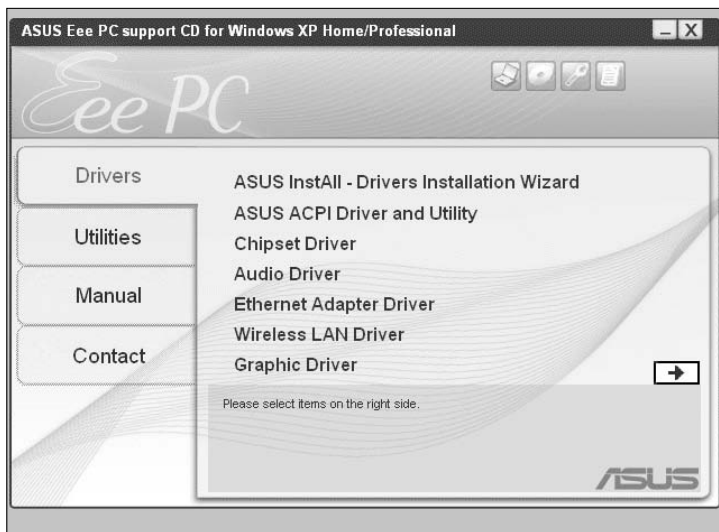 ASUS Eee PC support CD for Windows XP Home/Professional
Eee PC
Drivers
Utilities
Manual
Contact
ASUS InstAll - Drivers Installation Wizard
ASUS ACPI Driver and Utility
Chipset Driver
Audio Driver
Ethernet Adapter Driver
Wireless LAN Driver
Graphic Driver
Please select items on the right side.
ASUS